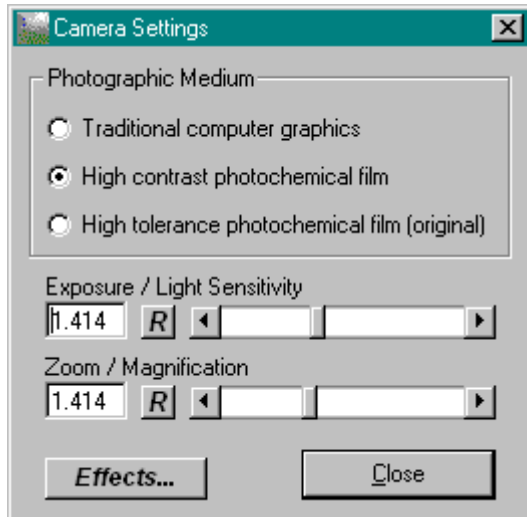 Camera Settings
Photographic Medium
Traditional computer graphics
High contrast photochemical film
High tolerance photochemical film (original)
Exposure / Light Sensitivity
1.414 R
Zoom / Magnification
1.414 R
Effects... Close